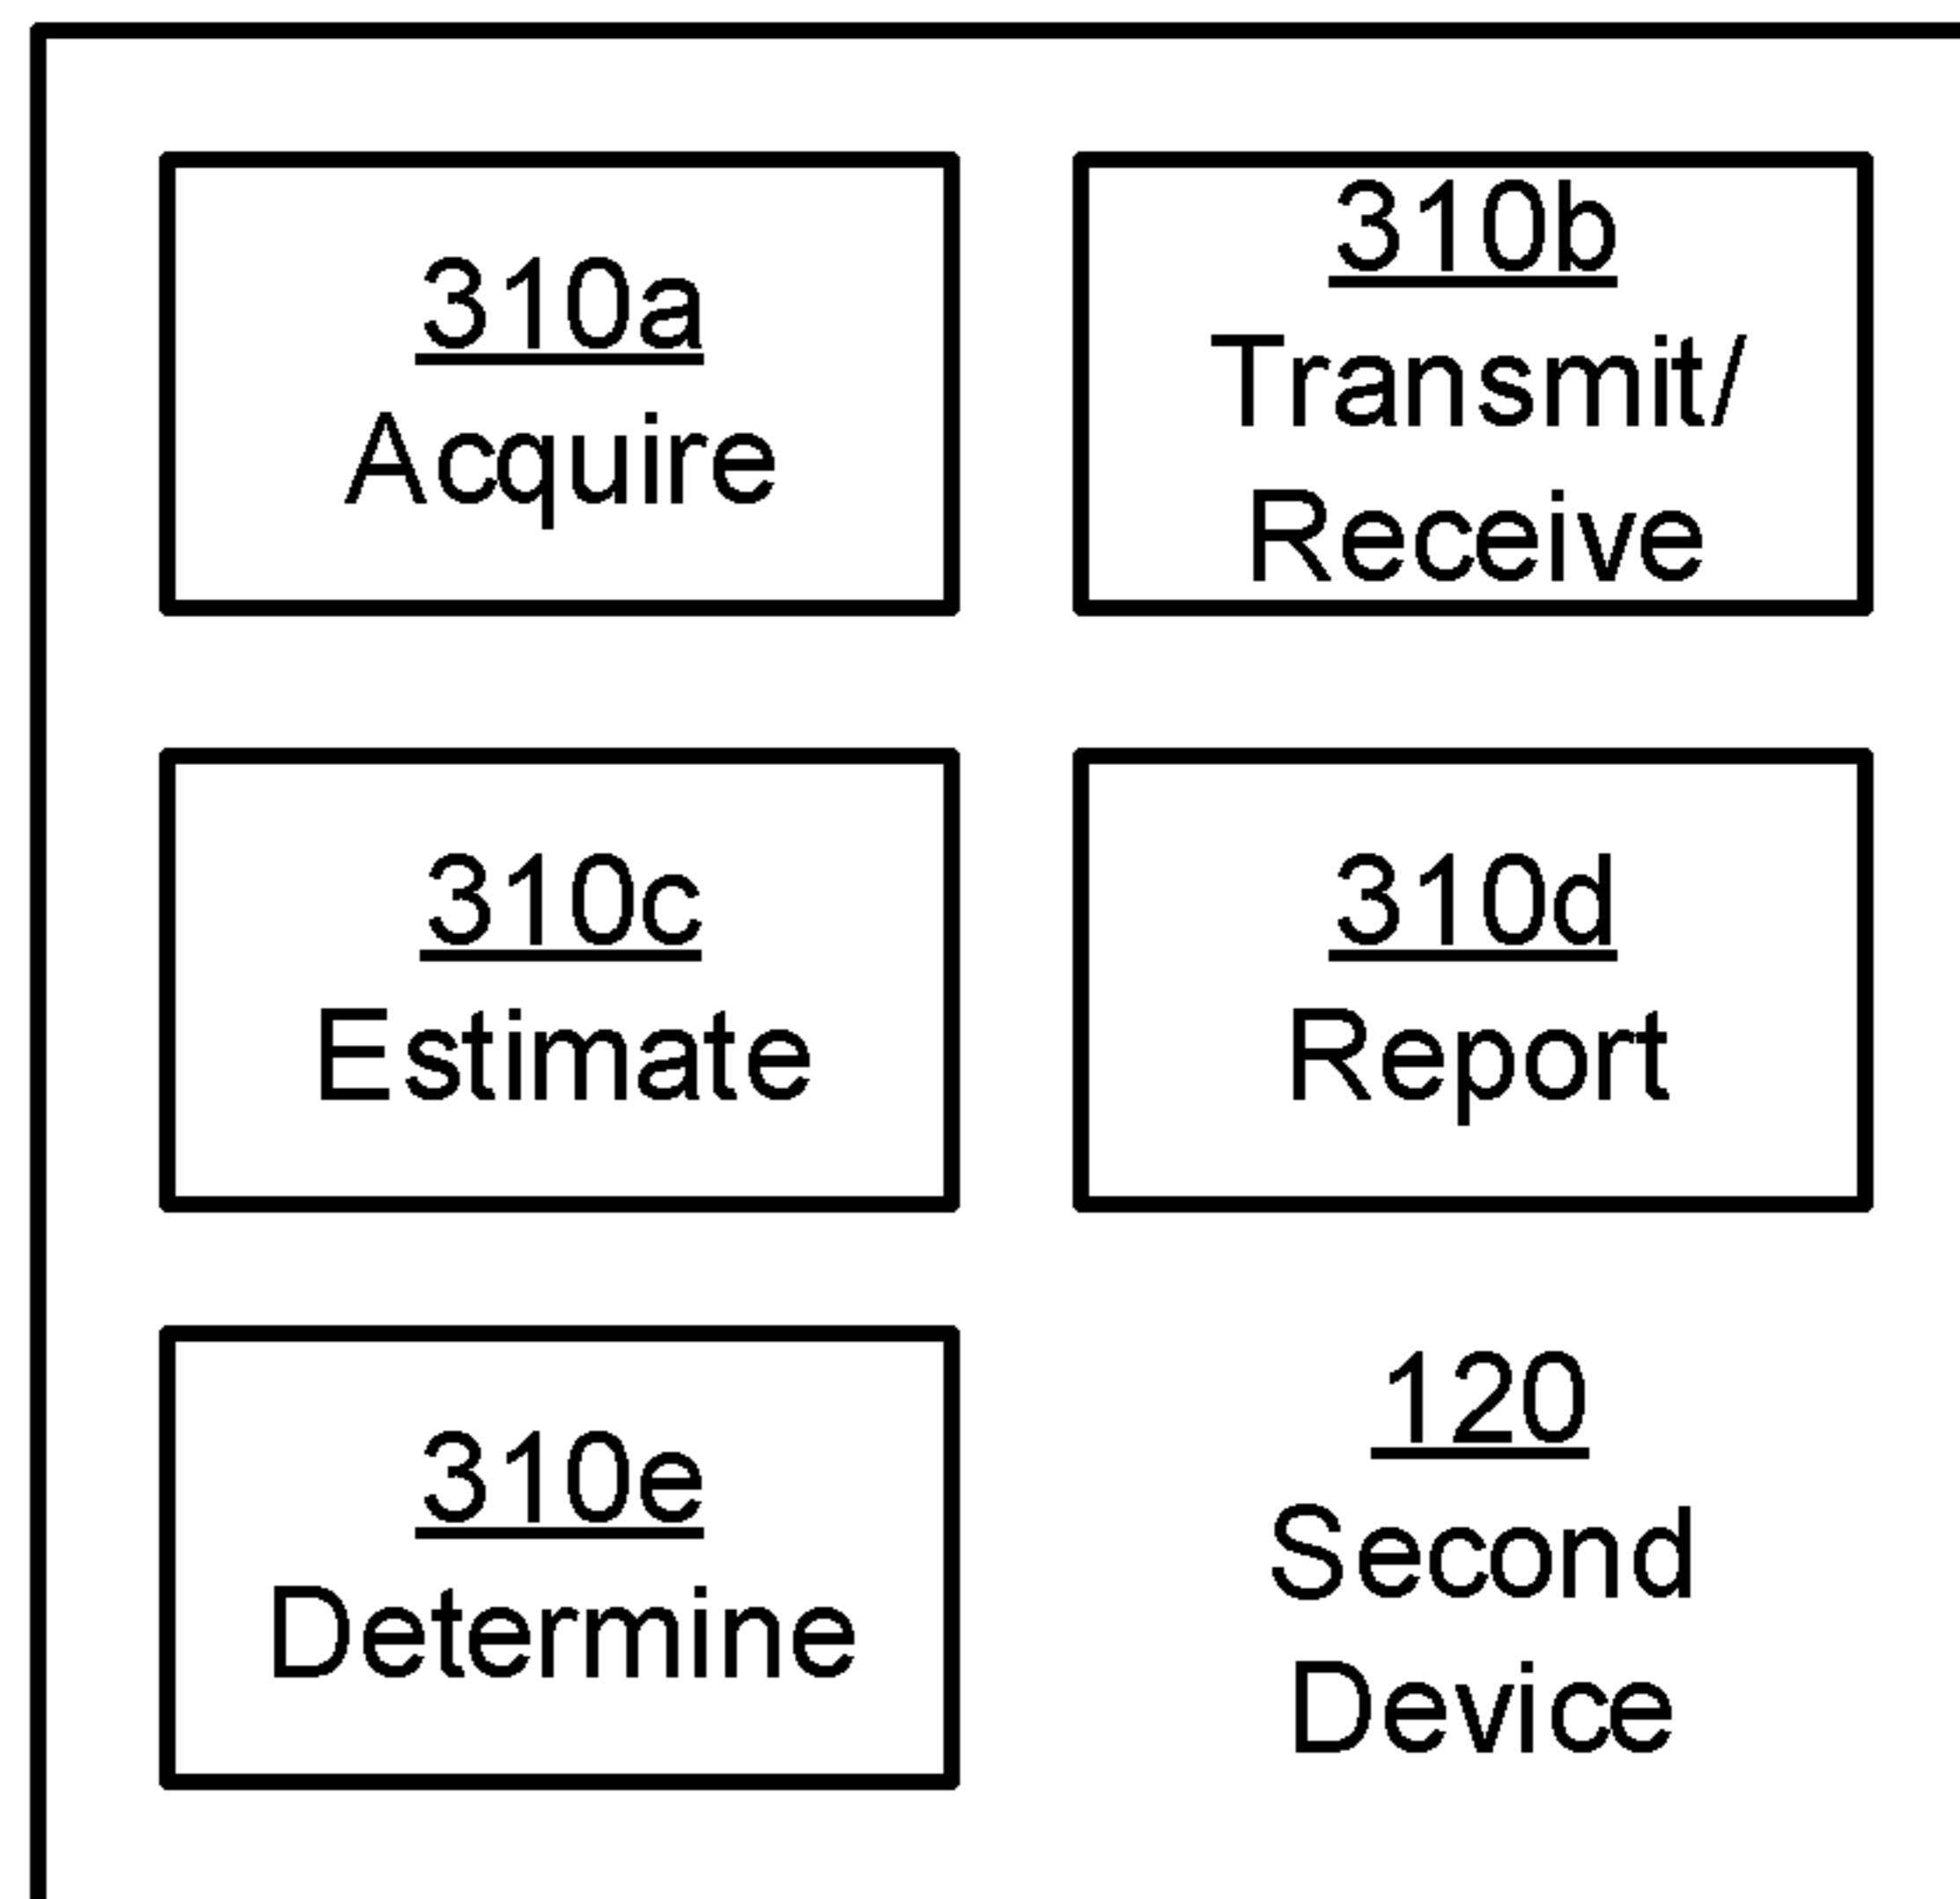 310a
Acquire
310b
Transmit/
Receive
310c
Estimate
310d
Report
310e
Determine
120
Second
Device